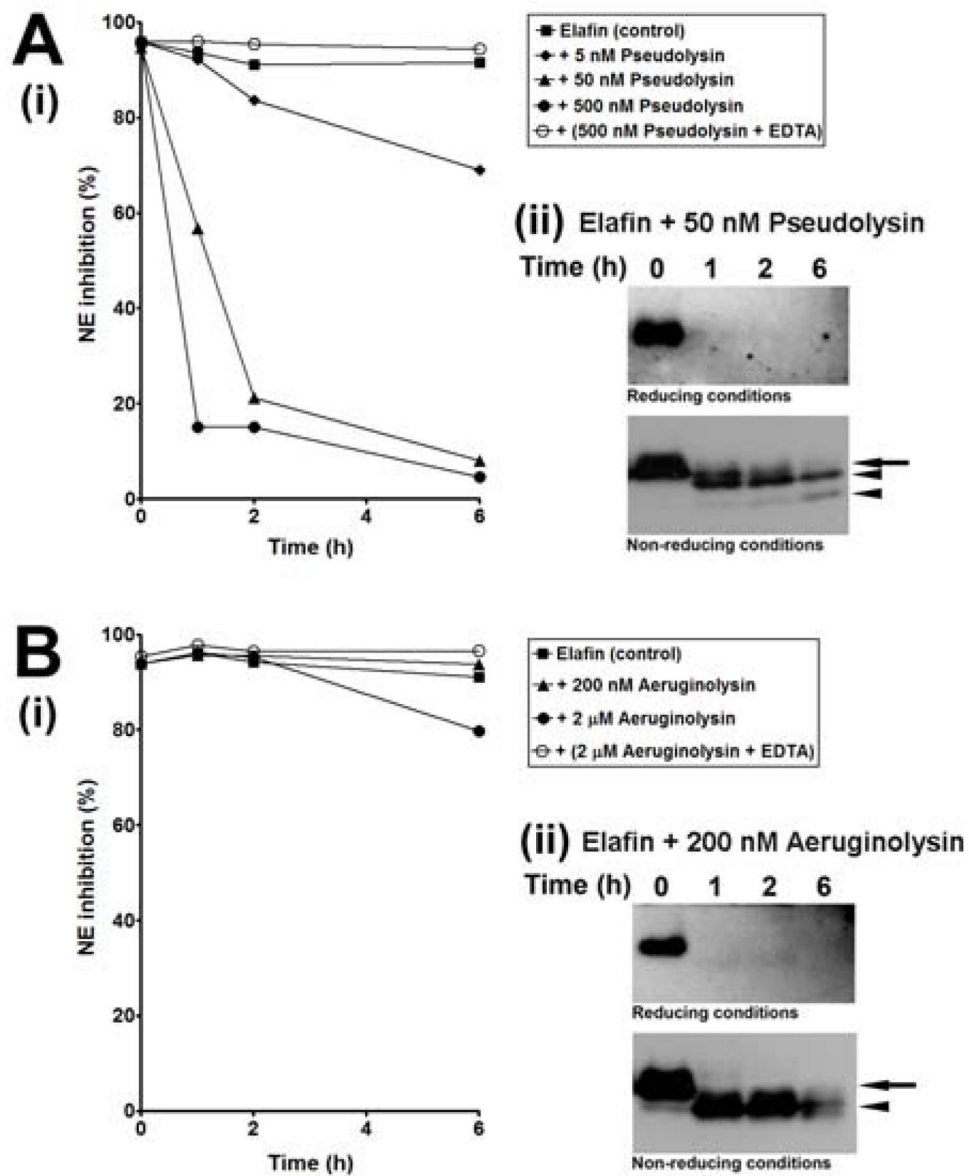 A
(i)
100
80
60
40
20
0
NE inhibition (%)
0 2 4 6
Time (h)
Elafin (control)
+ 5 nM Pseudolysin
+ 50 nM Pseudolysin
+ 500 nM Pseudolysin
+ (500 nM Pseudolysin + EDTA)
(ii) Elafin + 50 nM Pseudolysin
Time (h) 0 1 2 6
Reducing conditions
Non-reducing conditions
B
(i)
100
80
60
40
20
0
NE inhibition (%)
0 2 4 6
Time (h)
Elafin (control)
+ 200 nM Aeruginolysin
+ 2 μM Aeruginolysin
+ (2 μM Aeruginolysin + EDTA)
(ii) Elafin + 200 nM Aeruginolysin
Time (h) 0 1 2 6
Reducing conditions
Non-reducing conditions